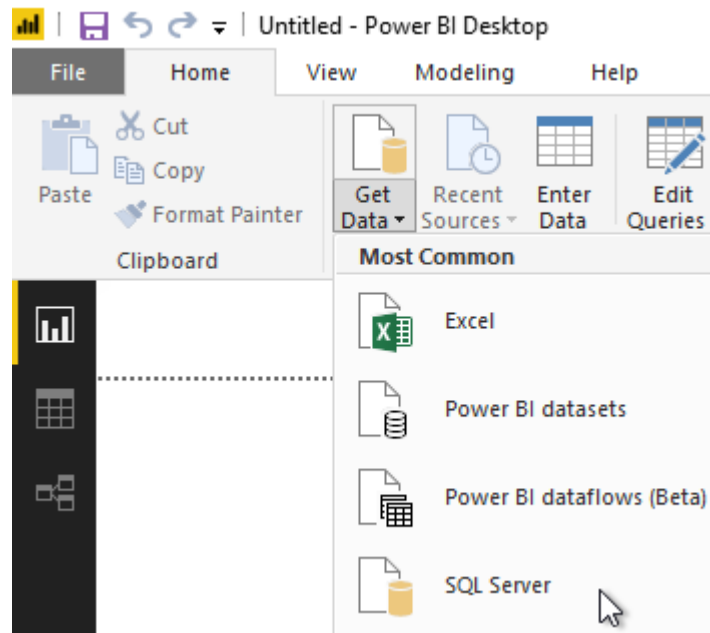 Untitled - Power BI Desktop
File Home View Modeling Help
Cut
Copy
Paste
Format Painter
Clipboard
Get Data
Recent Sources
Enter Data
Edit Queries
Most Common
Excel
Power BI datasets
Power BI dataflows (Beta)
SQL Server